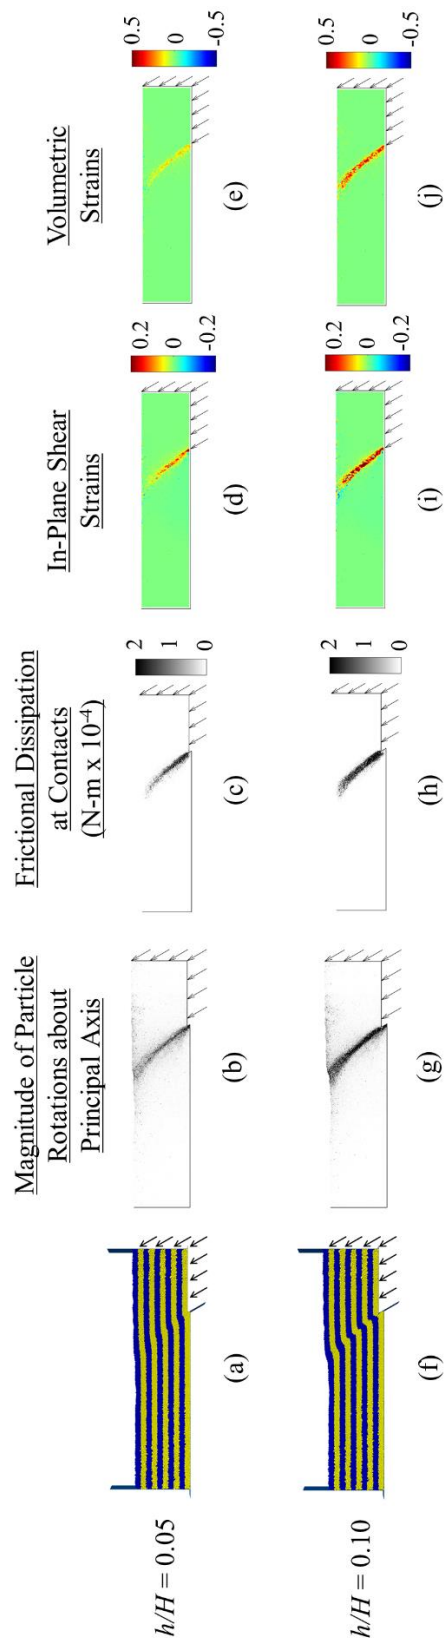 Magnitude of Particle
Rotations about
Principal Axis
Frictional Dissipation
at Contacts
(N-m x 10⁻⁴)
In-Plane Shear
Strains
Volumetric
Strains
h/H = 0.05
2
1
0
0.2
0
-0.2
0.5
0
-0.5
(a)
(b)
(c)
(d)
(e)
h/H = 0.10
2
1
0
0.2
0
-0.2
0.5
0
-0.5
(f)
(g)
(h)
(i)
(j)